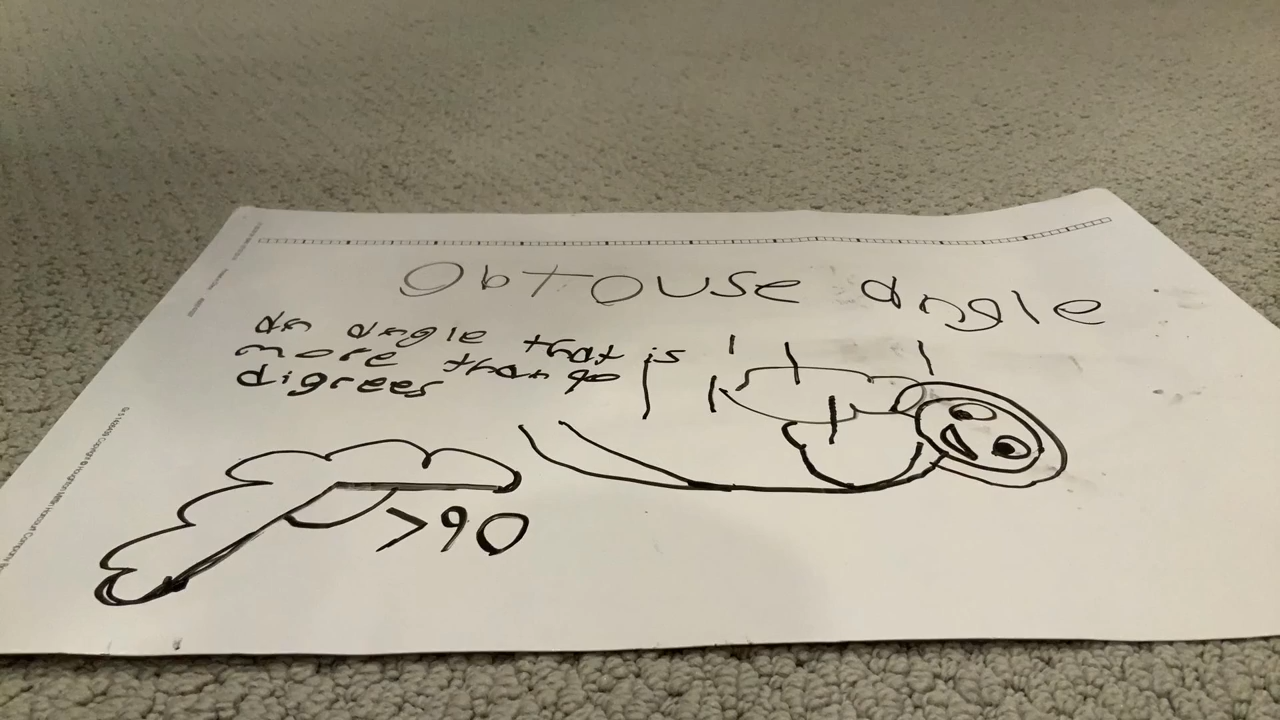 Obtouse angle
an angle that is
more than 90
digrees
>90